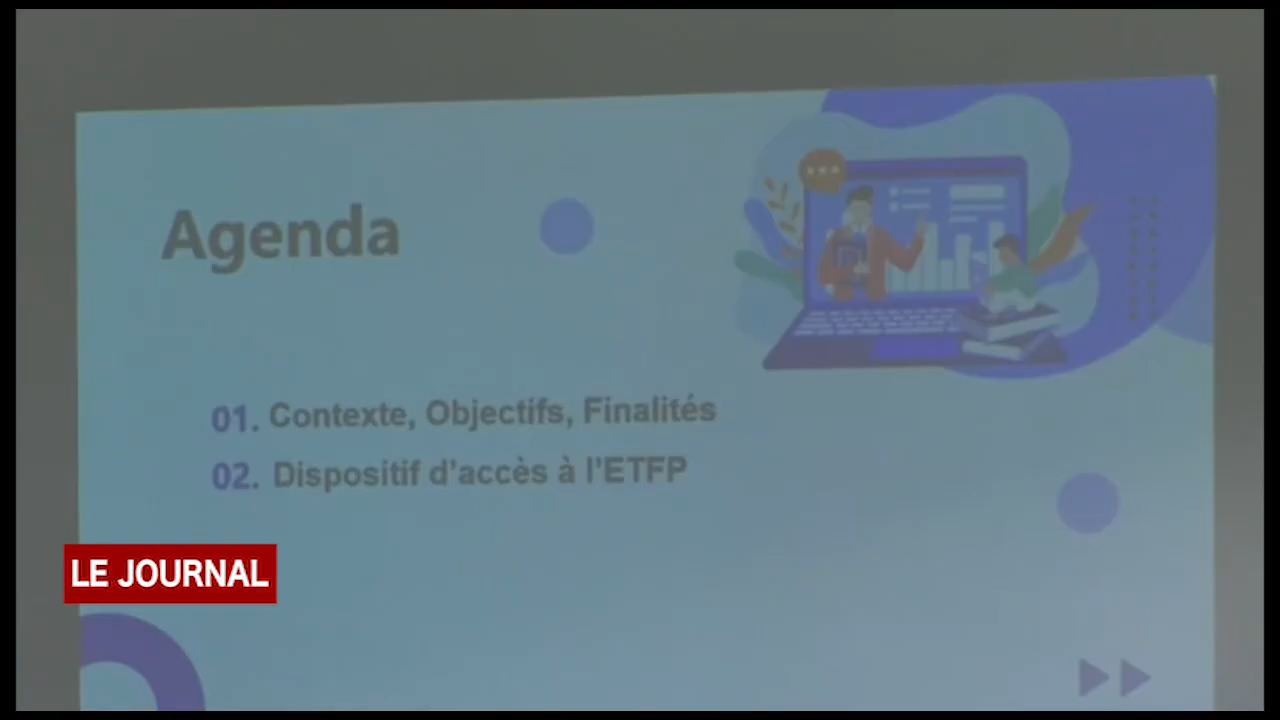 Agenda
01. Contexte, Objectifs, Finalités
02. Dispositif d'accès à l'ETFP
LE JOURNAL